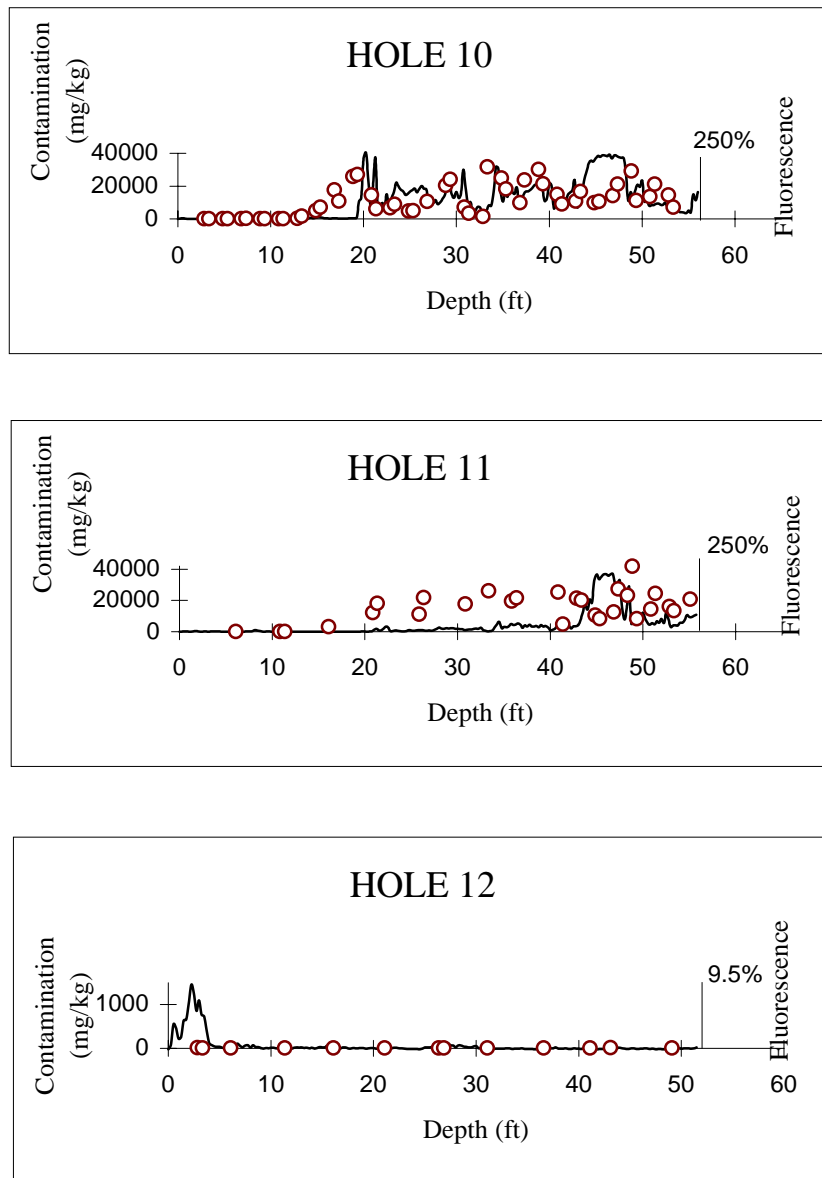 HOLE 10
Contamination
(mg/kg)
Fluorescence
250%
40000
20000
0
0 10 20 30 40 50 60
Depth (ft)
HOLE 11
Contamination
(mg/kg)
Fluorescence
250%
40000
20000
0
0 10 20 30 40 50 60
Depth (ft)
HOLE 12
Contamination
(mg/kg)
Fluorescence
9.5%
1000
0
0 10 20 30 40 50 60
Depth (ft)